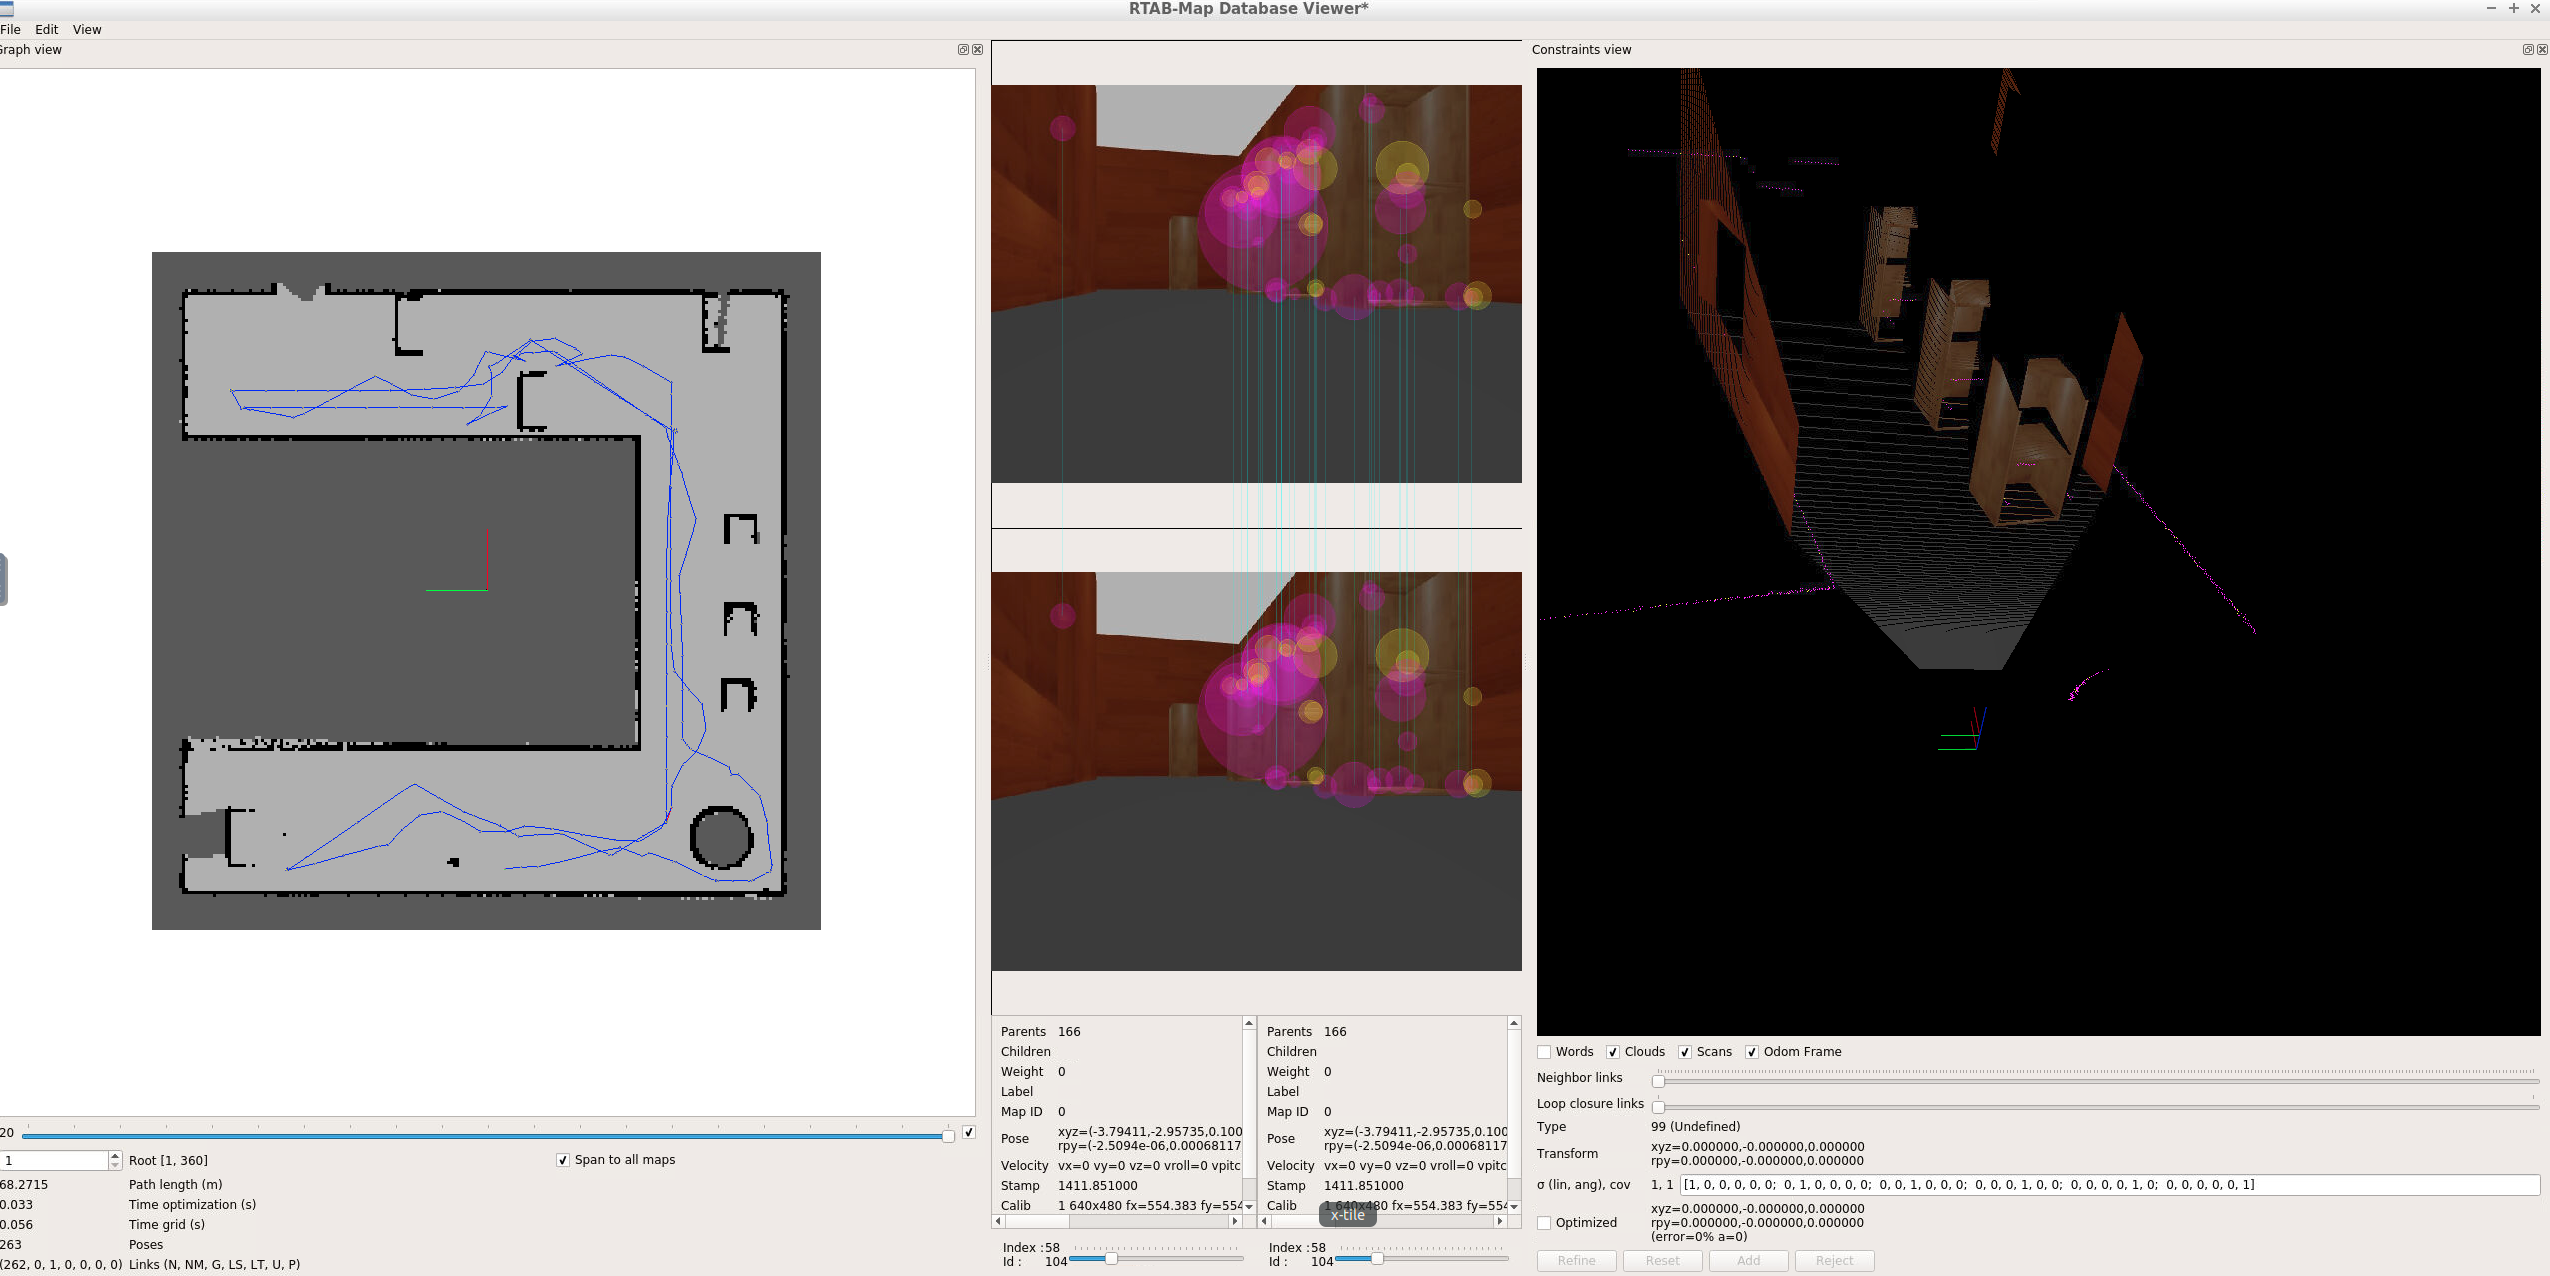 RTAB-Map Database Viewer*
File Edit View
Graph view
Constraints view
Parents 166
Children
Weight 0
Label
Map ID 0
Pose xyz=(-3.79411,-2.95735,0.100
rpy=(-2.5094e-06,0.00068117
Velocity vx=0 vy=0 vz=0 vroll=0 vpitc
Stamp 1411.851000
Calib 1 640x480 fx=554.383 fy=554
Index : 58
Id : 104
Parents 166
Children
Weight 0
Label
Map ID 0
Pose xyz=(-3.79411,-2.95735,0.100
rpy=(-2.5094e-06,0.00068117
Velocity vx=0 vy=0 vz=0 vroll=0 vpitc
Stamp 1411.851000
Calib 1 640x480 fx=554.383 fy=554
x-tile
Index : 58
Id : 104
20
1 Root [1, 360] Span to all maps
68.2715 Path length (m)
0.033 Time optimization (s)
0.056 Time grid (s)
263 Poses
(262, 0, 1, 0, 0, 0, 0) Links (N, NM, G, LS, LT, U, P)
Words Clouds Scans Odom Frame
Neighbor links
Loop closure links
Type 99 (Undefined)
Transform xyz=0.000000,-0.000000,0.000000
rpy=0.000000,-0.000000,0.000000
σ (lin, ang), cov 1, 1 [1, 0, 0, 0, 0, 0; 0, 1, 0, 0, 0, 0; 0, 0, 1, 0, 0, 0; 0, 0, 0, 1, 0, 0; 0, 0, 0, 0, 1, 0; 0, 0, 0, 0, 0, 1]
Optimized xyz=0.000000,-0.000000,0.000000
rpy=0.000000,-0.000000,0.000000
(error=0% a=0)
Refine Reset Add Reject